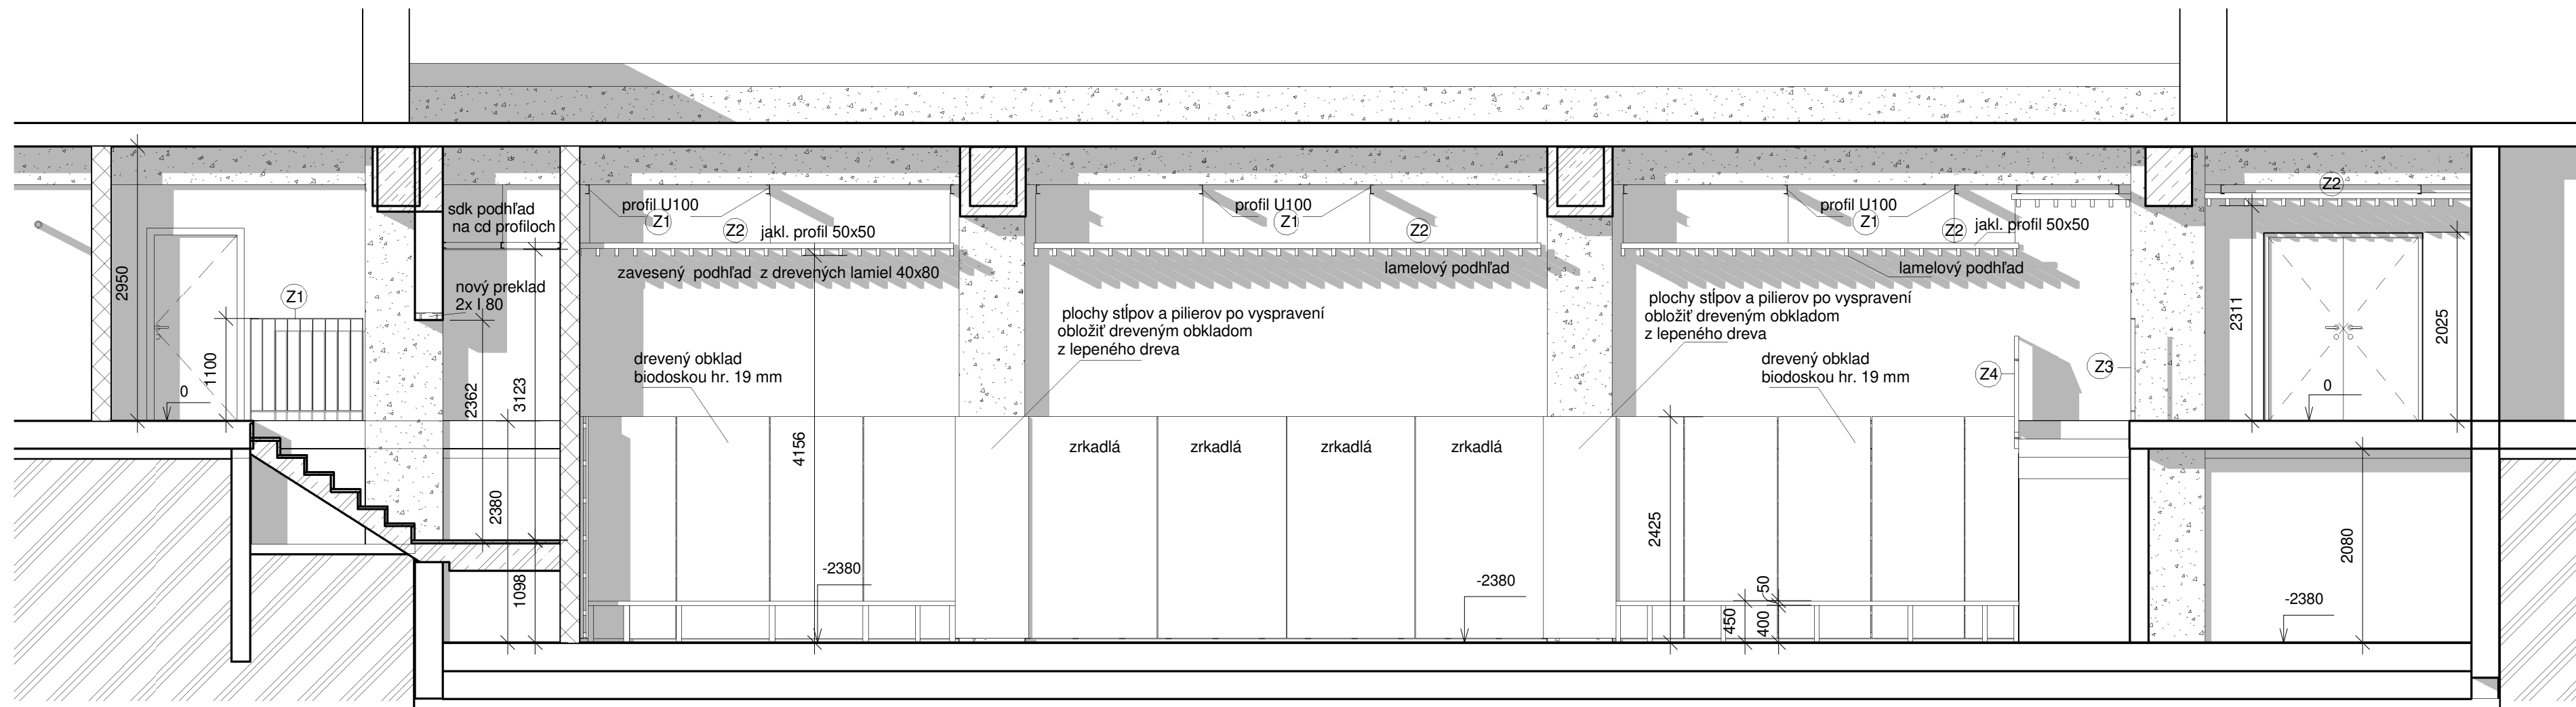 2950
0
1100
Z1
sdk podhľad
na cd profiloch
nový preklad
2x I 80
2362
3123
2380
1098
profil U100
Z1
Z2
jakl. profil 50x50
zavesený podhľad z drevených lamiel 40x80
drevený obklad
biodoskou hr. 19 mm
4156
-2380
profil U100
Z1
Z2
lamelový podhľad
plochy stĺpov a pilierov po vyspravení
obložiť dreveným obkladom
z lepeného dreva
zrkadlá
zrkadlá
zrkadlá
zrkadlá
-2380
profil U100
Z1
Z2
jakl. profil 50x50
lamelový podhľad
plochy stĺpov a pilierov po vyspravení
obložiť dreveným obkladom
z lepeného dreva
drevený obklad
biodoskou hr. 19 mm
2425
450
400
50
Z4
Z3
Z2
2311
0
2025
2080
-2380